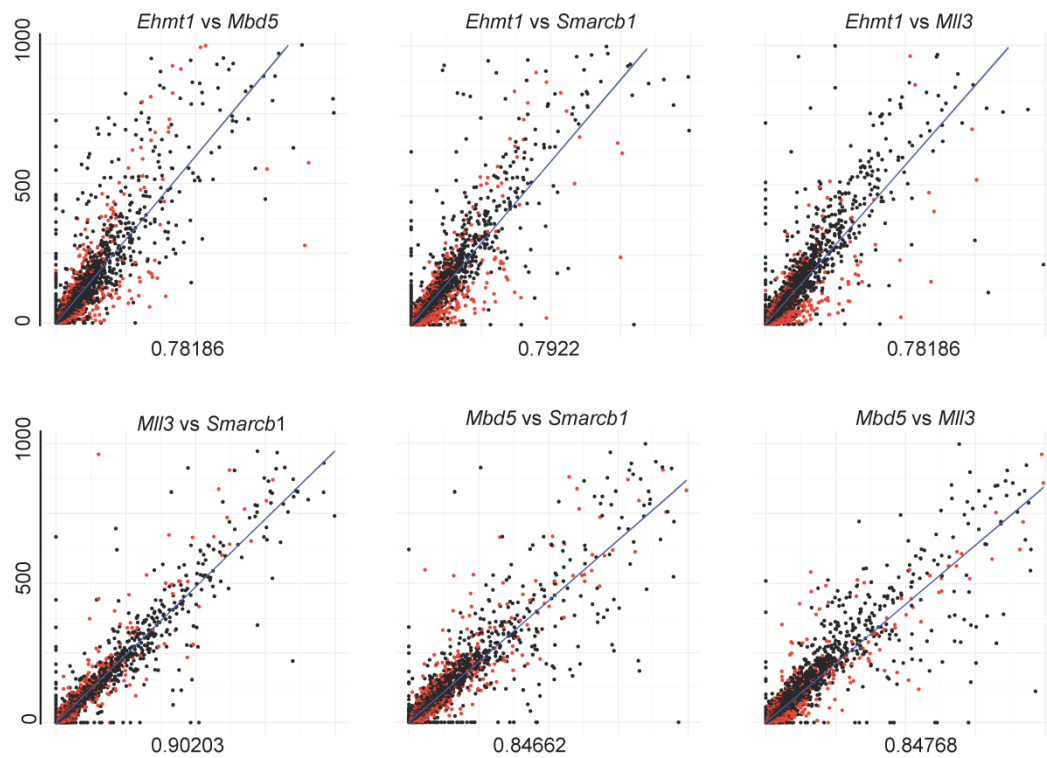 Ehmt1 vs Mbd5
Ehmt1 vs Smarcb1
Ehmt1 vs Mll3
1000
500
0
0.78186
0.7922
0.78186
Mll3 vs Smarcb1
Mbd5 vs Smarcb1
Mbd5 vs Mll3
1000
500
0
0.90203
0.84662
0.84768